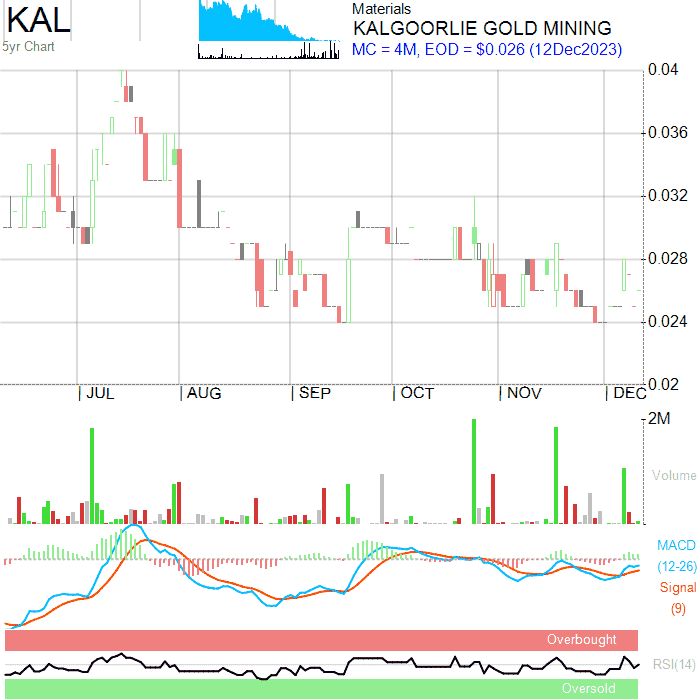 KAL
5yr Chart
Materials
KALGOORLIE GOLD MINING
MC = 4M, EOD = $0.026 (12Dec2023)
0.04
0.036
0.032
0.028
0.024
0.02
JUL AUG SEP OCT NOV DEC
2M
Volume
MACD
(12-26)
Signal
(9)
Overbought
RSI(14)
Oversold